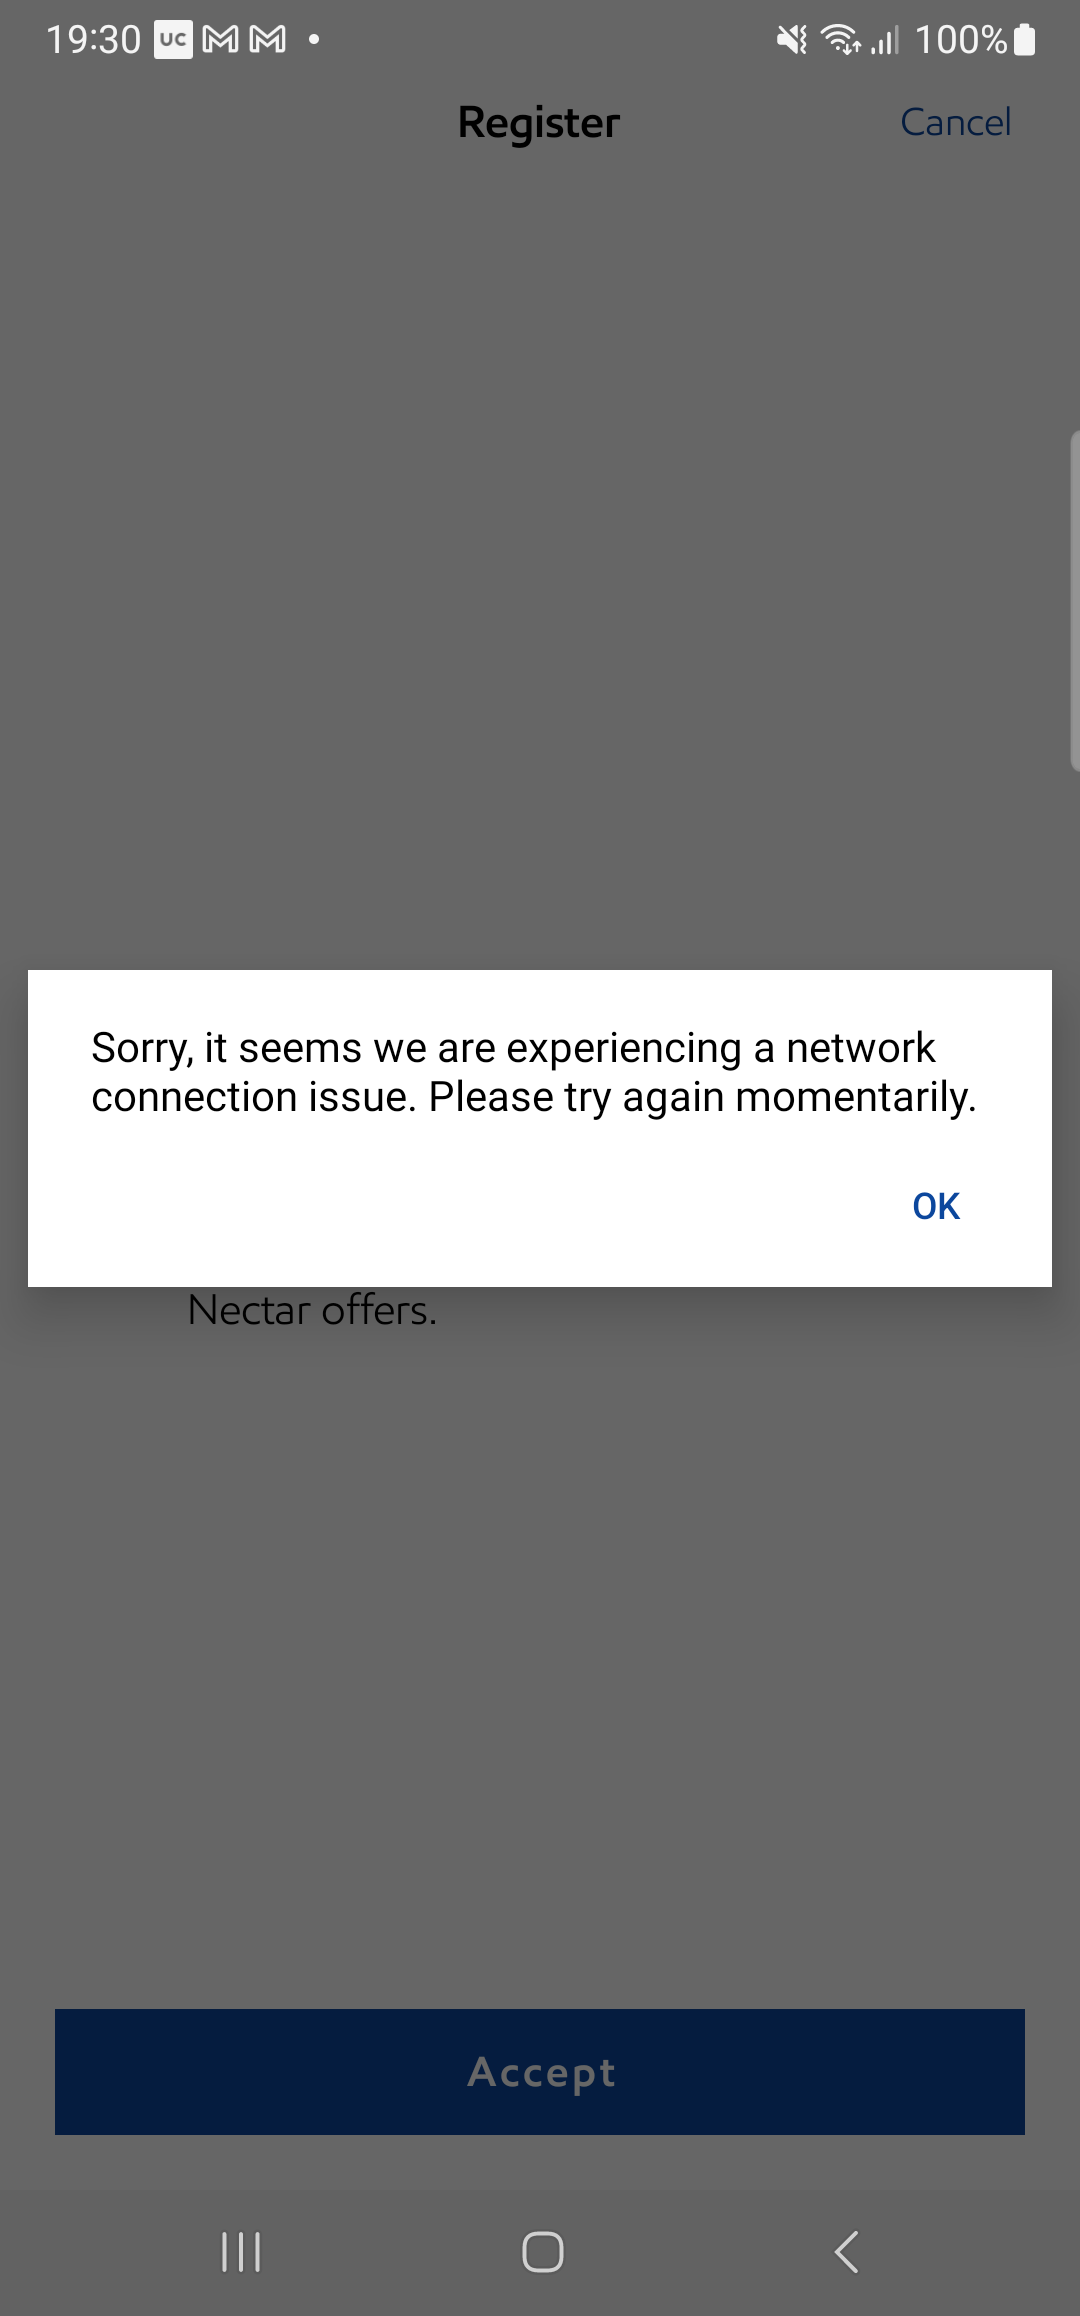 19:30 UC 100%
Register Cancel
Sorry, it seems we are experiencing a network
connection issue. Please try again momentarily.
OK
Nectar offers.
Accept